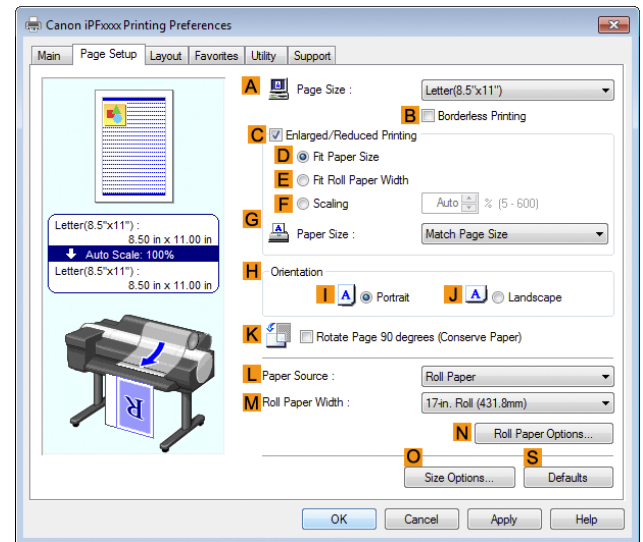 Canon iPFxxxx Printing Preferences
Main Page Setup Layout Favorites Utility Support
A Page Size : Letter(8.5"x11")
B Borderless Printing
C Enlarged/Reduced Printing
D Fit Paper Size
E Fit Roll Paper Width
F Scaling Auto % (5 - 600)
G Paper Size : Match Page Size
Letter(8.5"x11") :
8.50 in x 11.00 in
Auto Scale: 100%
Letter(8.5"x11") :
8.50 in x 11.00 in
H Orientation
I A Portrait J A Landscape
K Rotate Page 90 degrees (Conserve Paper)
L Paper Source : Roll Paper
M Roll Paper Width : 17-in. Roll (431.8mm)
N Roll Paper Options...
R
O S
Size Options... Defaults
OK Cancel Apply Help